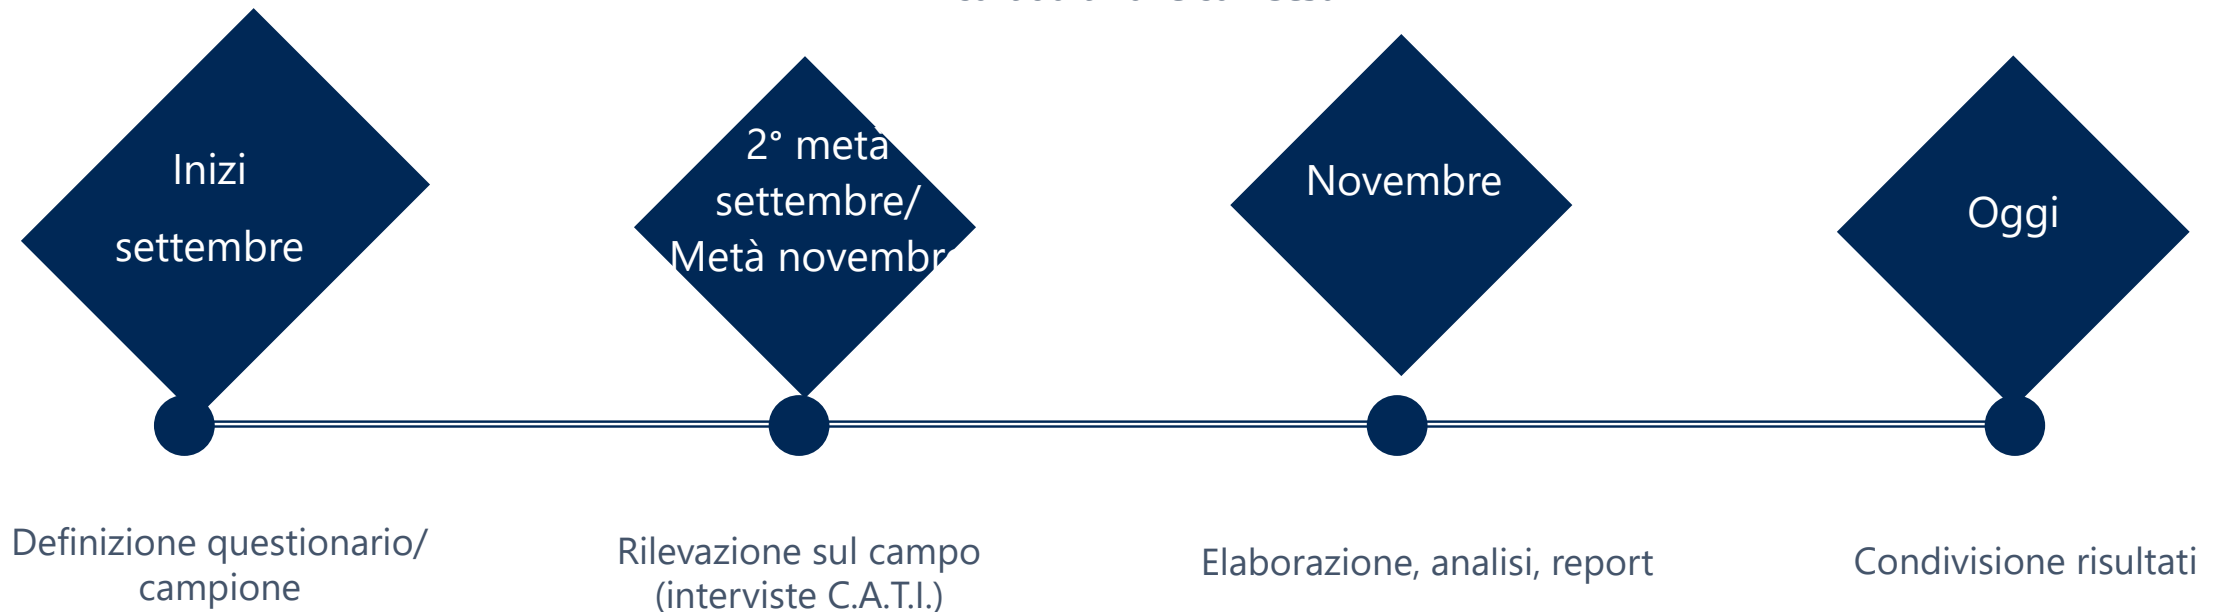 Inizi
settembre
2° metà
settembre/
Metà novembre
Novembre
Oggi
Definizione questionario/
campione
Rilevazione sul campo
(interviste C.A.T.I.)
Elaborazione, analisi, report
Condivisione risultati